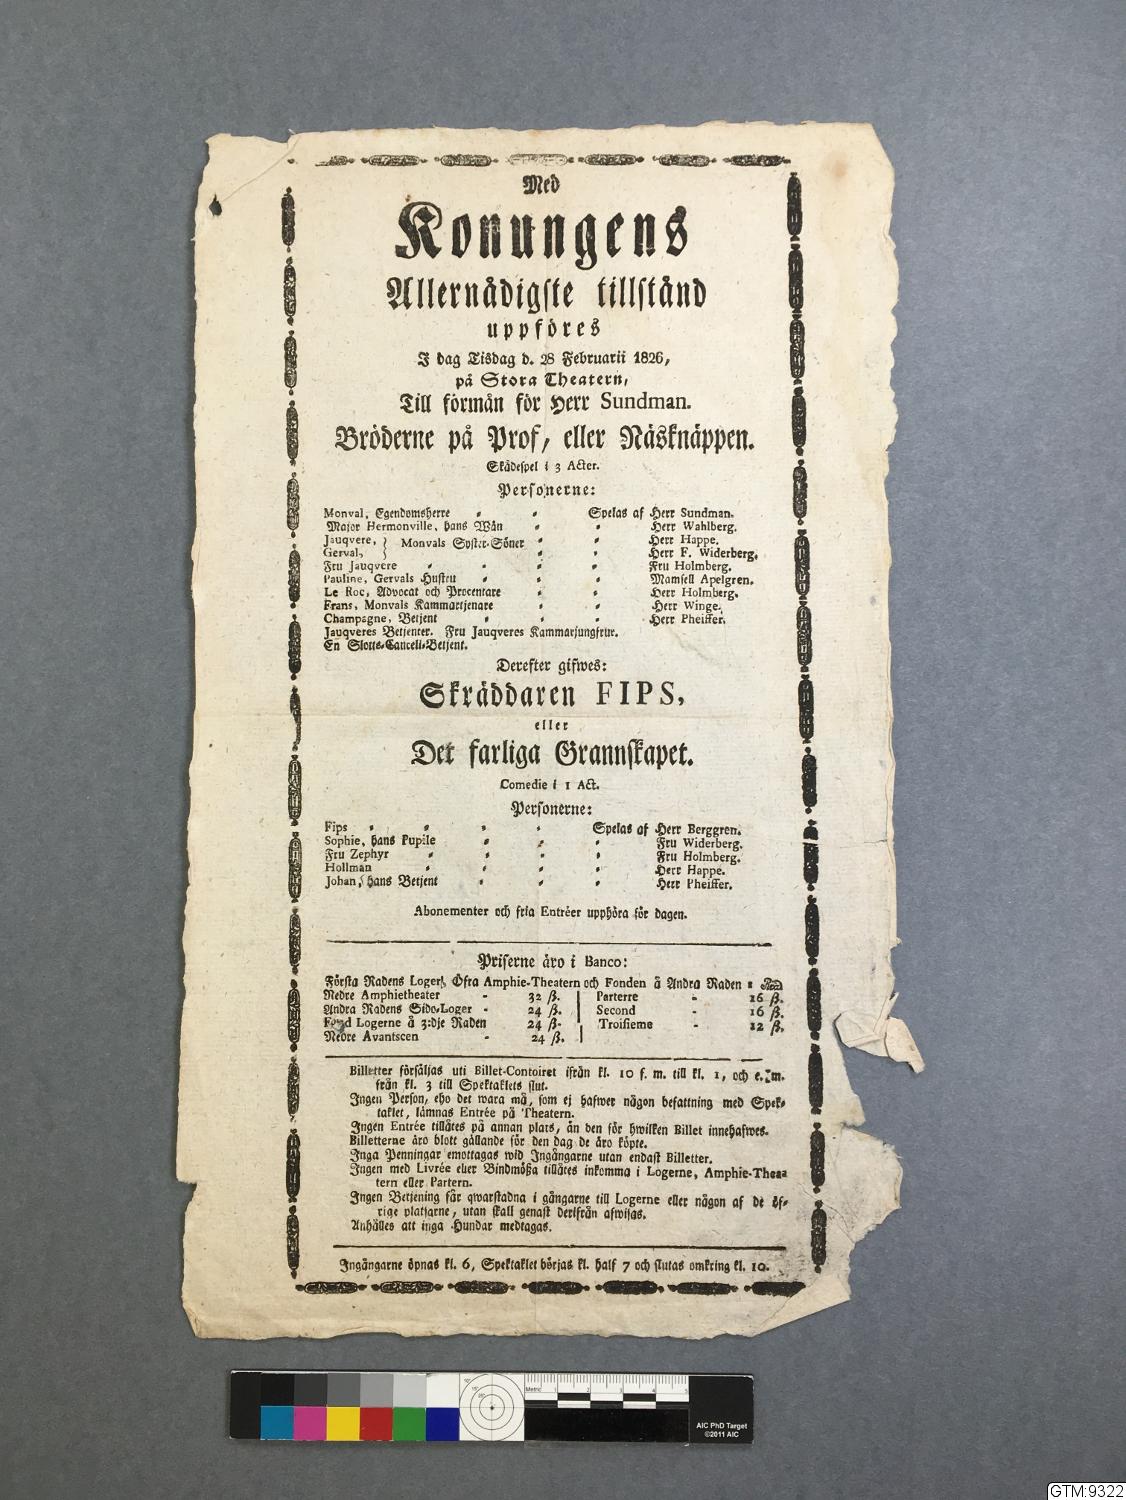 Med
Konungens
Allernådigste tillstånd
uppföres
I dag Tisdag d. 28 Februarii 1826,
på Stora Theatern,
Till förmån för Herr Sundman.
Bröderne på Prof, eller Näsknäppen.
Skådespel i 3 Acter.
Personerne:
Monval, Egendomsherre - - Spelas af Herr Sundman.
Major Hermonville, hans Wän - - Herr Wahlberg.
Jauqvere, } Monvals Syster-Söner - - Herr Happe.
Gerval, } - - Herr F. Widerberg.
Fru Jauqvere - - - - Fru Holmberg.
Pauline, Gervals Hustru - - - Mamsell Apelgren.
Le Roc, Advocat och Procentare - - Herr Holmberg.
Frans, Monvals Kammartjenare - - Herr Winge.
Champagne, Betjent - - - Herr Pheiffer.
Jauqveres Betjenter. Fru Jauqveres Kammarjungfrur.
En Slotts-Cancell-Betjent.
Derefter gifwes:
Skräddaren FIPS,
eller
Det farliga Grannskapet.
Comedie i 1 Act.
Personerne:
Fips - - - - Spelas af Herr Berggren.
Sophie, hans Pupile - - - Fru Widerberg.
Fru Zephyr - - - - Fru Holmberg.
Hollman - - - - Herr Happe.
Johan, hans Betjent - - - Herr Pheiffer.
Abonementer och fria Entréer upphöra för dagen.
Priserne äro i Banco:
Första Radens Loger, Öfra Amphie-Theatern och Fonden å Andra Raden 1 R:d
Nedre Amphietheater - 32 ß. | Parterre - 16 ß.
Andra Radens Sido-Loger - 24 ß. | Second - 16 ß.
Fond Logerne å 3:dje Raden 24 ß. | Troisieme - 12 ß.
Nedre Avantscen - 24 ß. |
Billetter försäljas uti Billet-Contoiret ifrån kl. 10 f. m. till kl. 1, och e. m.
från kl. 3 till Spektaklets slut.
Ingen Person, eho det wara må, som ej hafwer någon befattning med Spek-
taklet, lämnas Entrée på Theatern.
Ingen Entrée tillåtes på annan plats, än den för hwilken Billet innehafwes.
Billetterne äro blott gällande för den dag de äro köpte.
Inga Penningar emottagas wid Ingångarne utan endast Billetter.
Ingen med Livrée eller Bindmößa tillåtes inkomma i Logerne, Amphie-Thea-
tern eller Partern.
Ingen Betjening får qwarstadna i gångarne till Logerne eller någon af de öf-
rige platsarne, utan skall genast derifrån afwisas.
Anhålles att inga Hundar medtagas.
Ingångarne öpnas kl. 6, Spektaklet börjas kl. half 7 och slutas omkring kl. 10.
10°
15°
20°
Metric 1 2 3 4 5
AIC PhD Target
©2011 AIC
GTM:9322